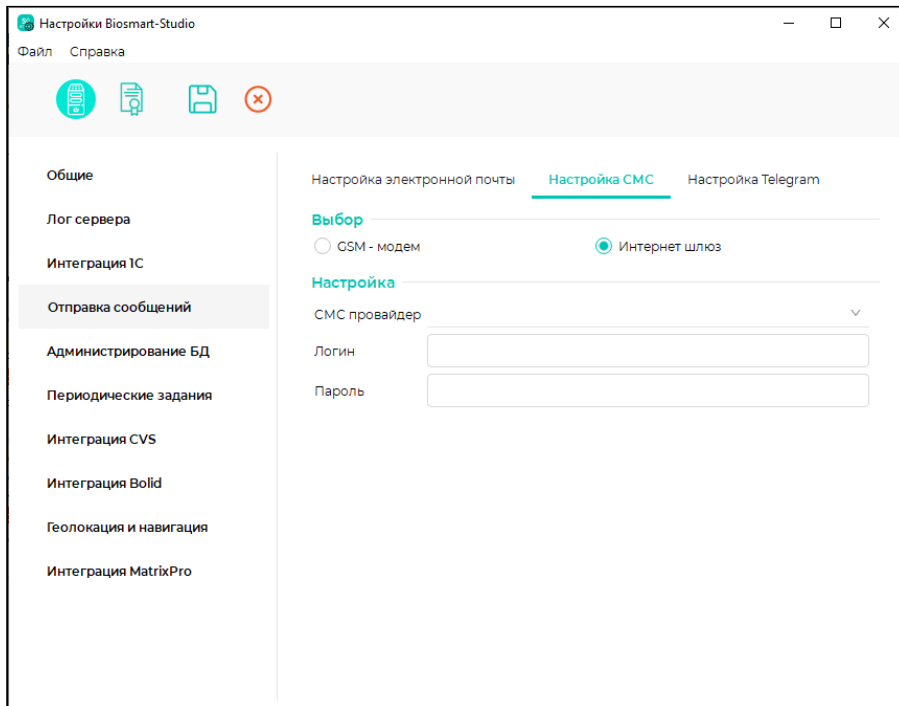 Настройки Biosmart-Studio
Файл Справка
Общие
Лог сервера
Интеграция 1С
Отправка сообщений
Администрирование БД
Периодические задания
Интеграция CVS
Интеграция Bolid
Геолокация и навигация
Интеграция MatrixPro
Настройка электронной почты Настройка СМС Настройка Telegram
Выбор
GSM - модем Интернет шлюз
Настройка
СМС провайдер
Логин
Пароль